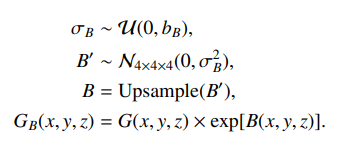 σ_B ∼ 𝒰(0, b_B),
B′ ∼ 𝒩_{4×4×4}(0, σ_B^2),
B = Upsample(B′),
G_B(x, y, z) = G(x, y, z) × exp[B(x, y, z)].